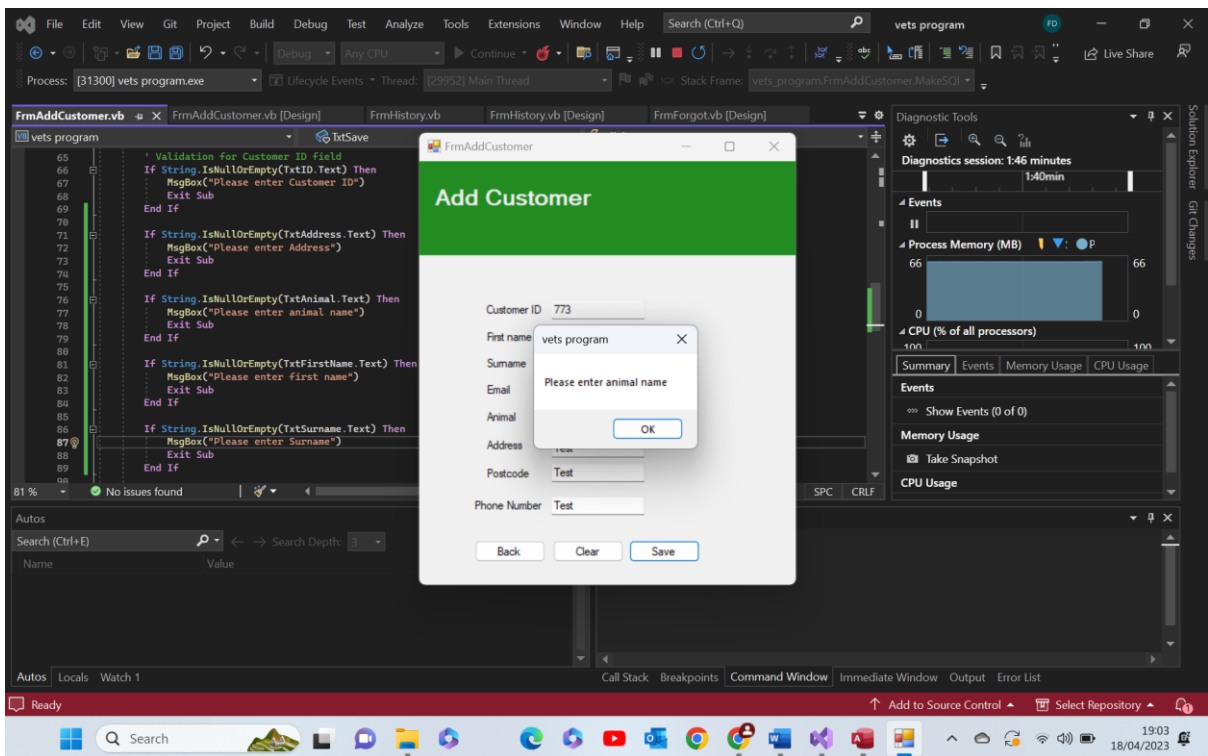 File Edit View Git Project Build Debug Test Analyze Tools Extensions Window Help Search (Ctrl+Q) vets program FD
Debug Any CPU Continue Live Share
Process: [31300] vets program.exe Lifecycle Events Thread: [29952] Main Thread Stack Frame: vets_program.FrmAddCustomer.MakeSQl
FrmAddCustomer.vb FrmAddCustomer.vb [Design] FrmHistory.vb FrmHistory.vb [Design] FrmForgot.vb [Design]
vets program TxtSave
65 ' Validation for Customer ID field
66 If String.IsNullOrEmpty(TxtID.Text) Then
67 MsgBox("Please enter Customer ID")
68 Exit Sub
69 End If
70
71 If String.IsNullOrEmpty(TxtAddress.Text) Then
72 MsgBox("Please enter Address")
73 Exit Sub
74 End If
75
76 If String.IsNullOrEmpty(TxtAnimal.Text) Then
77 MsgBox("Please enter animal name")
78 Exit Sub
79 End If
80
81 If String.IsNullOrEmpty(TxtFirstName.Text) Then
82 MsgBox("Please enter first name")
83 Exit Sub
84 End If
85
86 If String.IsNullOrEmpty(TxtSurname.Text) Then
87 MsgBox("Please enter Surname")
88 Exit Sub
89 End If
90
81 % No issues found SPC CRLF
FrmAddCustomer
Add Customer
Customer ID 773
First name
Surname
Email
Animal
Address Test
Postcode Test
Phone Number Test
Back Clear Save
vets program
Please enter animal name
OK
Diagnostic Tools
Diagnostics session: 1:46 minutes
1:40min
Events
Process Memory (MB) P
66 66
0 0
CPU (% of all processors)
100 100
Summary Events Memory Usage CPU Usage
Events
Show Events (0 of 0)
Memory Usage
Take Snapshot
CPU Usage
Solution Explorer
Git Changes
Autos
Search (Ctrl+E) Search Depth: 3
Name Value
Autos Locals Watch 1
Call Stack Breakpoints Command Window Immediate Window Output Error List
Ready Add to Source Control Select Repository
Search
19:03
18/04/2023